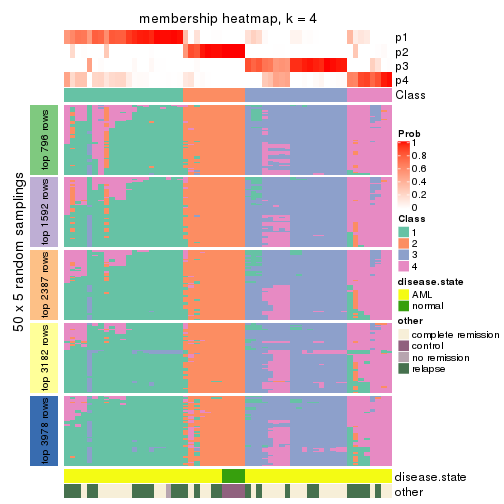 membership heatmap, k = 4
p1
p2
p3
p4
Class
50 x 5 random samplings
top 796 rows
top 1592 rows
top 2387 rows
top 3182 rows
top 3978 rows
Prob
1
0.8
0.6
0.4
0.2
0
Class
1
2
3
4
disease.state
AML
normal
other
complete remission
control
no remission
relapse
disease.state
other